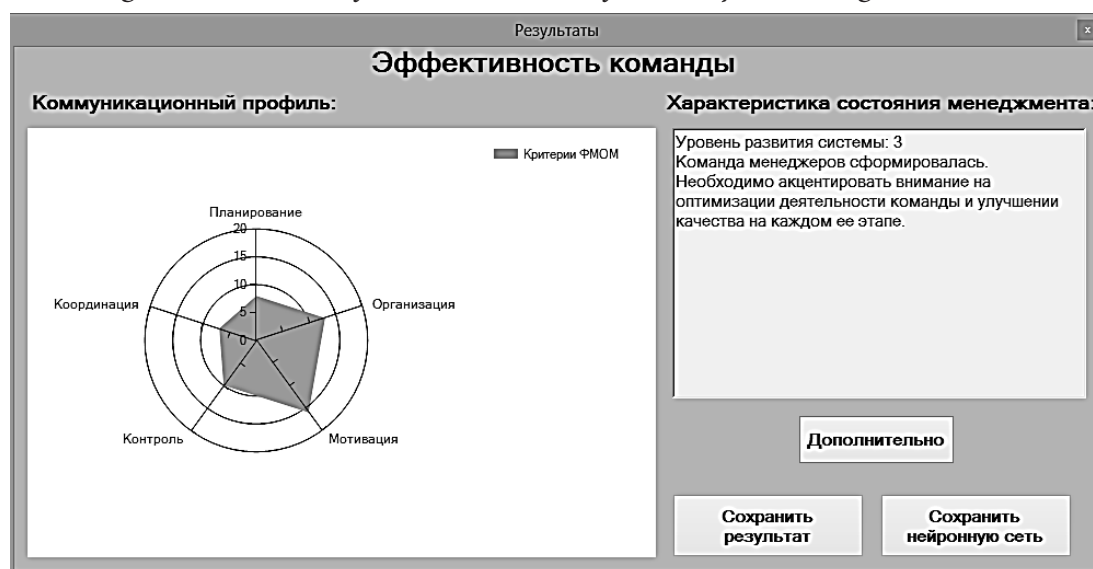 Результаты
x
Эффективность команды
Коммуникационный профиль:
Характеристика состояния менеджмента:
Критерии ФМОМ
Планирование
20
15
10
5
0
Координация
Организация
Контроль
Мотивация
Уровень развития системы: 3
Команда менеджеров сформировалась.
Необходимо акцентировать внимание на
оптимизации деятельности команды и улучшении
качества на каждом ее этапе.
Дополнительно
Сохранить
результат
Сохранить
нейронную сеть